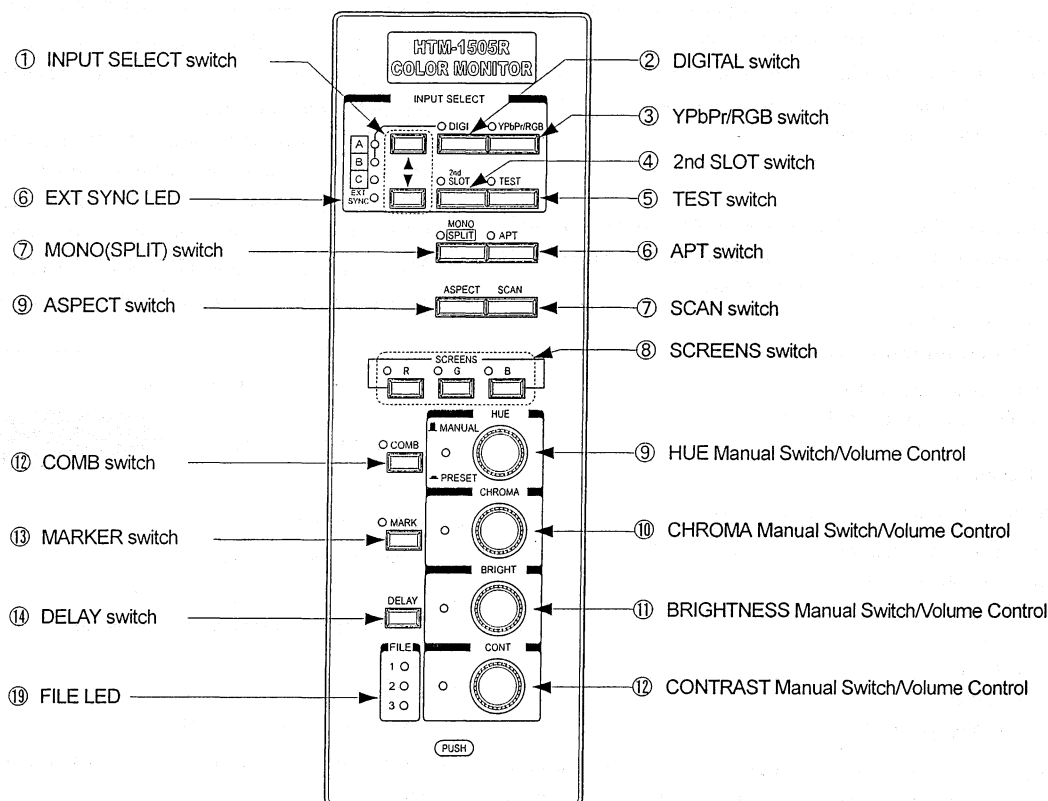 HTM-1505R
COLOR MONITOR
① INPUT SELECT switch
② DIGITAL switch
INPUT SELECT
③ YPbPr/RGB switch
DIGI
YPbPr/RGB
A
B
C
EXT
SYNC
④ 2nd SLOT switch
2nd
SLOT
TEST
⑥ EXT SYNC LED
⑤ TEST switch
MONO
SPLIT
APT
⑦ MONO(SPLIT) switch
⑥ APT switch
ASPECT
SCAN
⑨ ASPECT switch
⑦ SCAN switch
⑧ SCREENS switch
SCREENS
R
G
B
HUE
MANUAL
COMB
⑫ COMB switch
⑨ HUE Manual Switch/Volume Control
PRESET
CHROMA
MARK
⑬ MARKER switch
⑩ CHROMA Manual Switch/Volume Control
BRIGHT
DELAY
⑭ DELAY switch
⑪ BRIGHTNESS Manual Switch/Volume Control
FILE
CONT
1
2
3
⑲ FILE LED
⑫ CONTRAST Manual Switch/Volume Control
PUSH